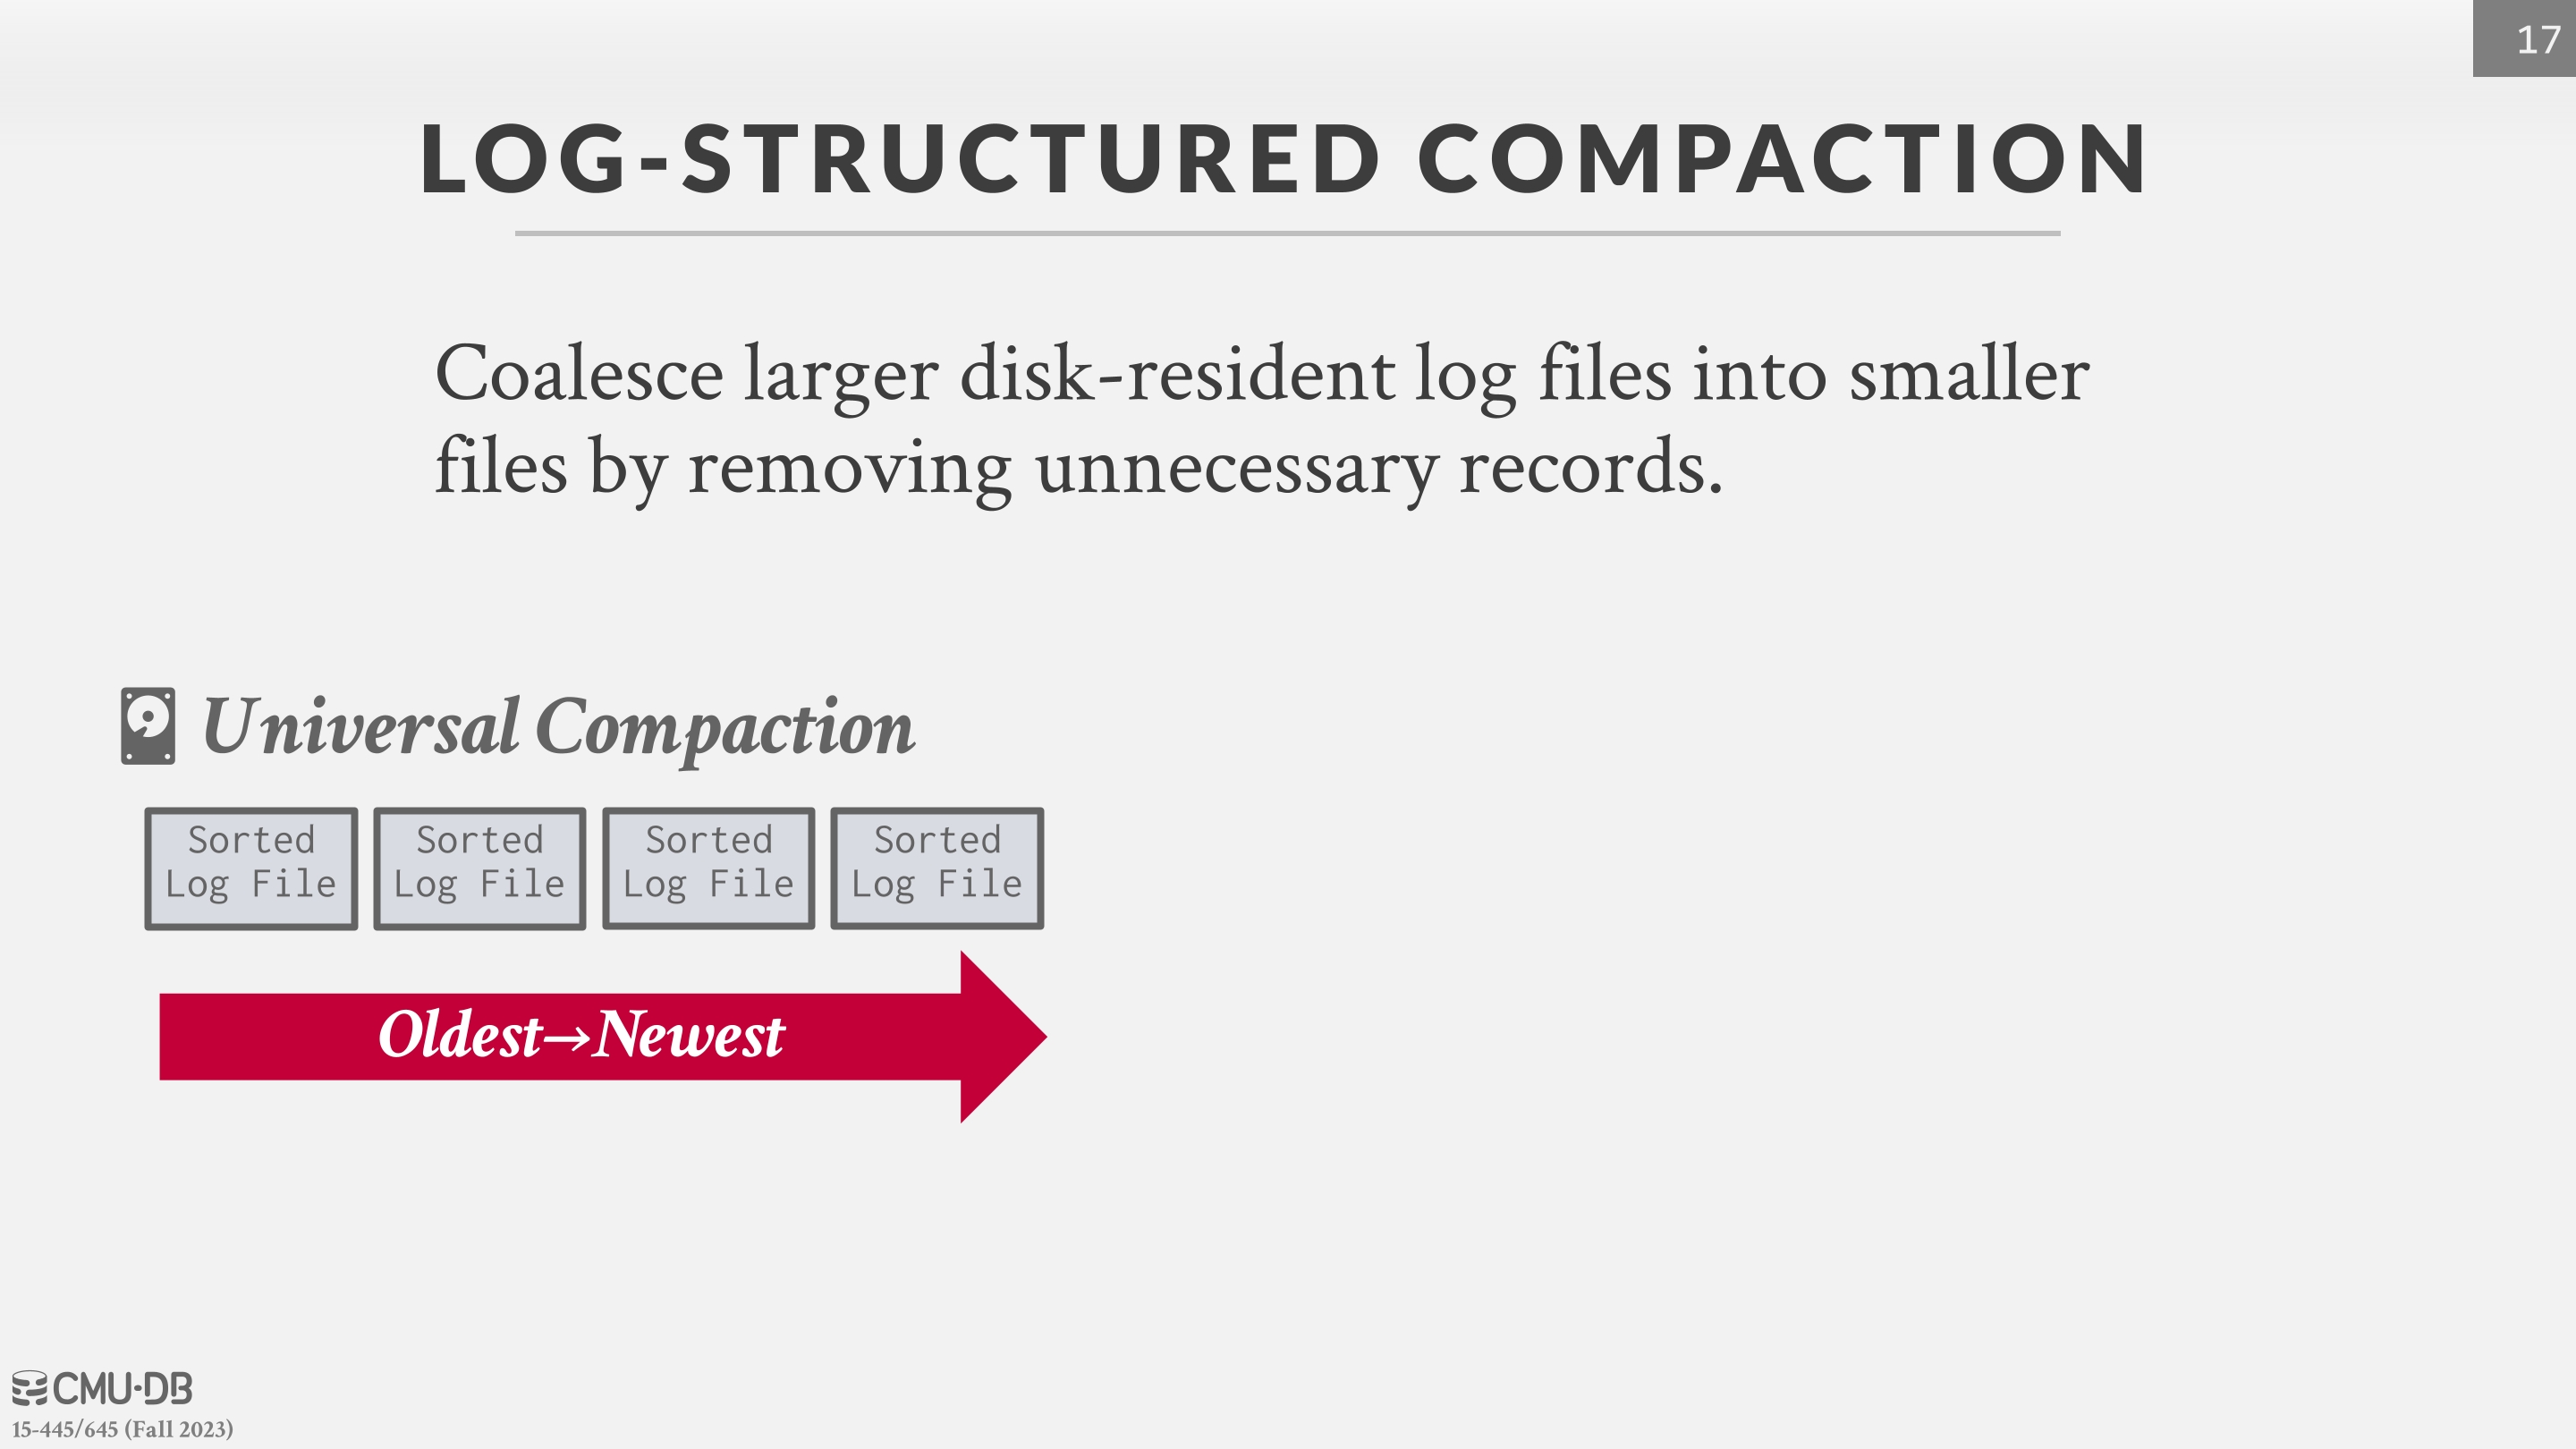 17
LOG-STRUCTURED COMPACTION
Coalesce larger disk-resident log files into smaller
files by removing unnecessary records.
Universal Compaction
Sorted Sorted Sorted Sorted
Log File Log File Log File Log File
Oldest→Newest
CMU·DB
15-445/645 (Fall 2023)